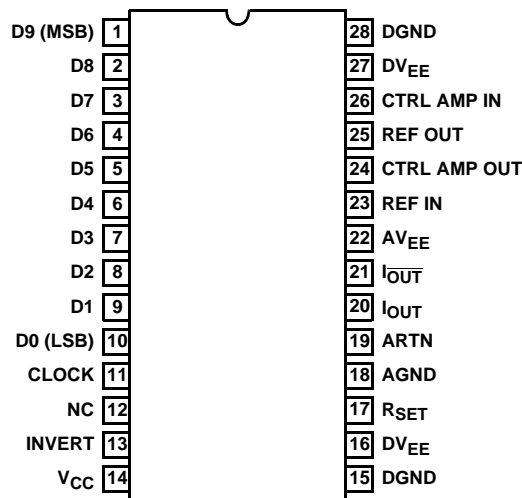 D9 (MSB) 1 28 DGND
D8 2 27 DVEE
D7 3 26 CTRL AMP IN
D6 4 25 REF OUT
D5 5 24 CTRL AMP OUT
D4 6 23 REF IN
D3 7 22 AVEE
D2 8 21 I̅O̅U̅T̅
D1 9 20 IOUT
D0 (LSB) 10 19 ARTN
CLOCK 11 18 AGND
NC 12 17 RSET
INVERT 13 16 DVEE
VCC 14 15 DGND